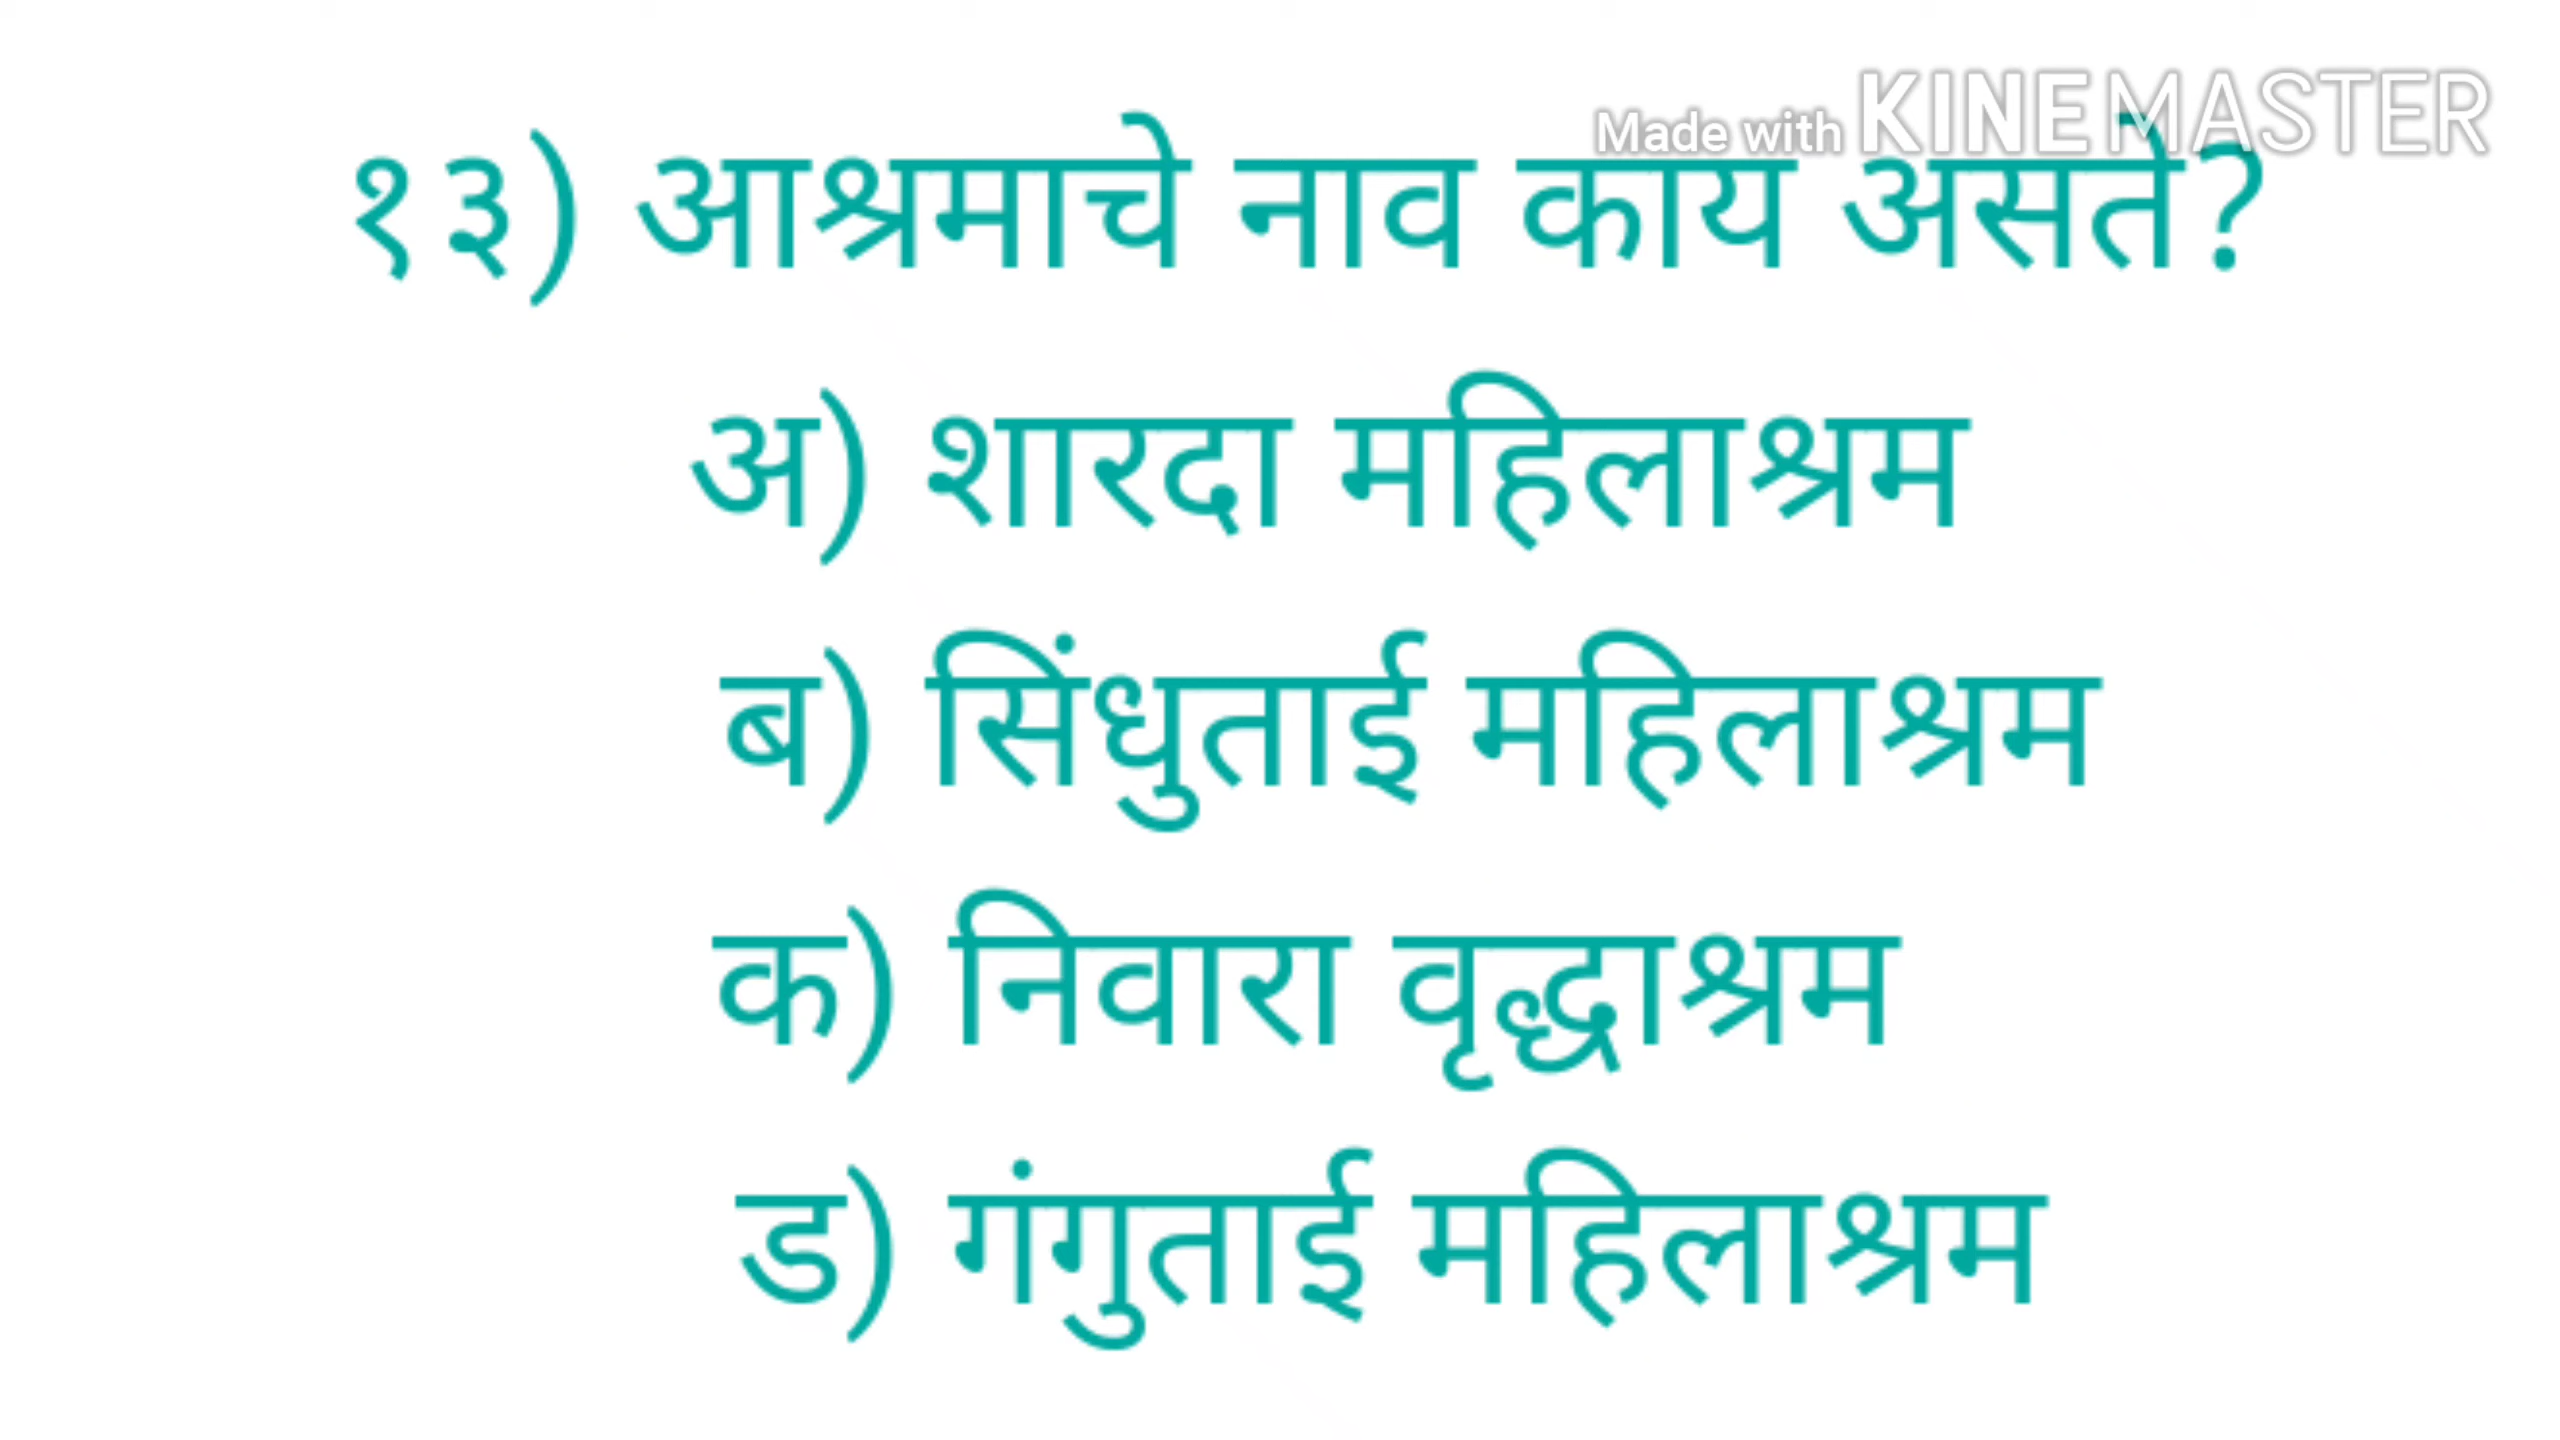 Made with KINEMASTER
१३) आश्रमाचे नाव काय असते?
अ) शारदा महिलाश्रम
ब) सिंधुताई महिलाश्रम
क) निवारा वृद्धाश्रम
ड) गंगुताई महिलाश्रम